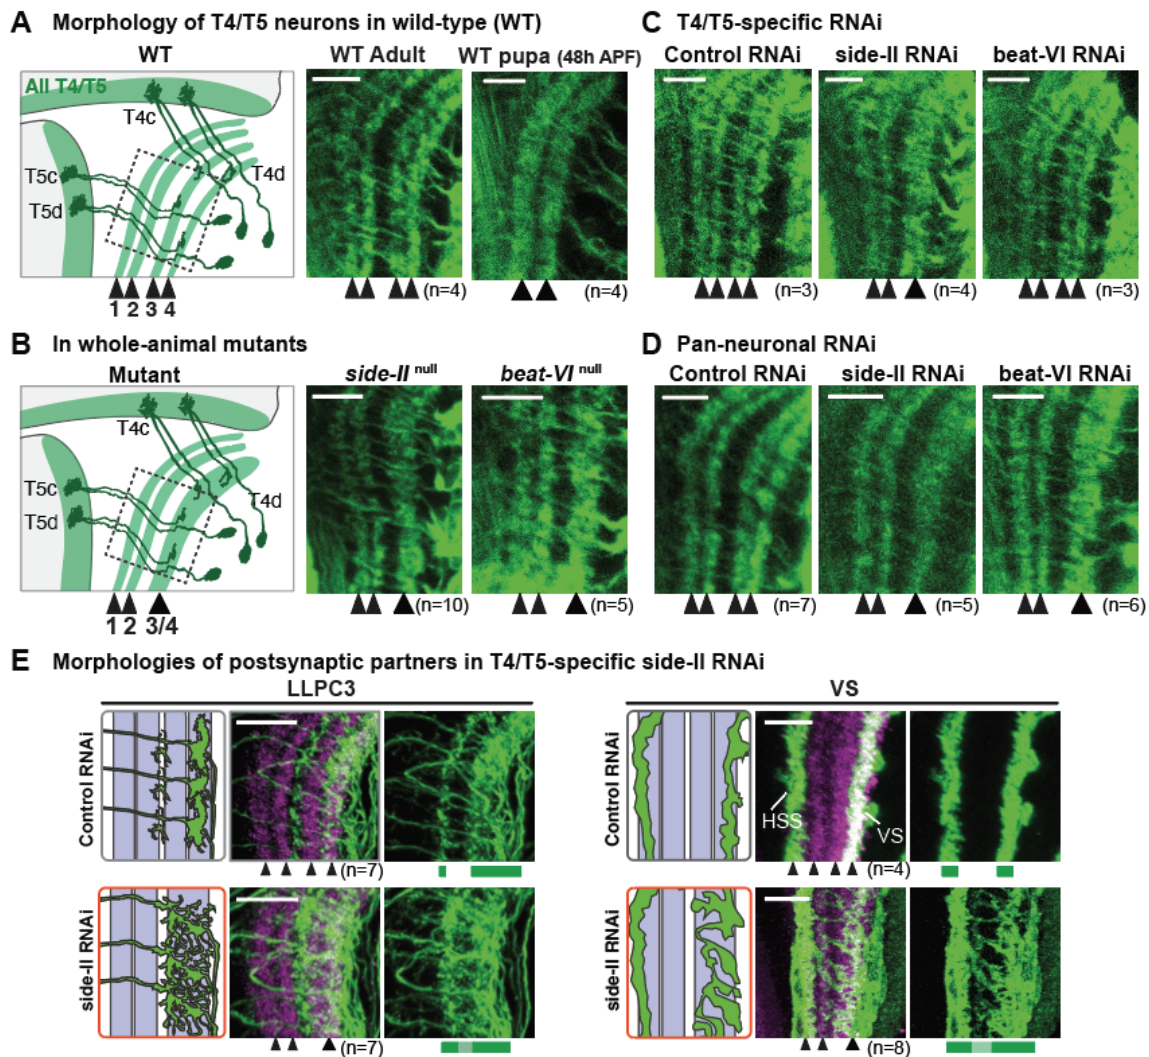 A Morphology of T4/T5 neurons in wild-type (WT)
WT
WT Adult
WT pupa (48h APF)
All T4/T5
T4c
T4d
T5c
T5d
1 2 3 4
(n=4)
(n=4)
C T4/T5-specific RNAi
Control RNAi
side-II RNAi
beat-VI RNAi
(n=3)
(n=4)
(n=3)
B In whole-animal mutants
Mutant
side-II null
beat-VI null
T4c
T4d
T5c
T5d
1 2 3/4
(n=10)
(n=5)
D Pan-neuronal RNAi
Control RNAi
side-II RNAi
beat-VI RNAi
(n=7)
(n=5)
(n=6)
E Morphologies of postsynaptic partners in T4/T5-specific side-II RNAi
LLPC3
VS
Control RNAi
(n=7)
Control RNAi
HSS
VS
(n=4)
side-II RNAi
(n=7)
side-II RNAi
(n=8)